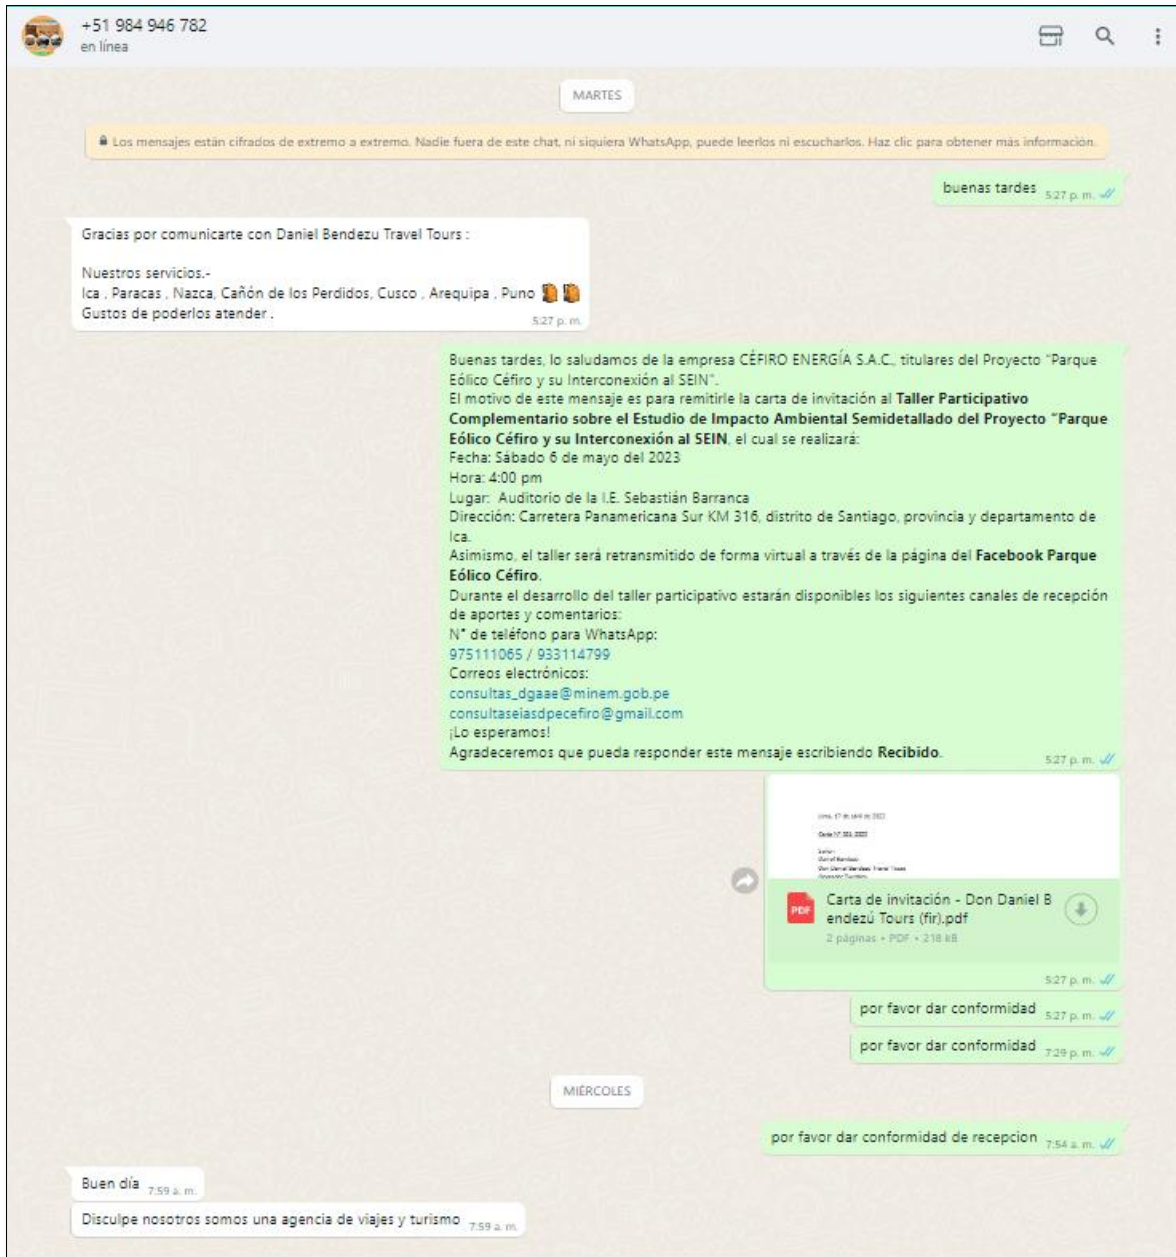 +51 984 946 782
en línea
MARTES
Los mensajes están cifrados de extremo a extremo. Nadie fuera de este chat, ni siquiera WhatsApp, puede leerlos ni escucharlos. Haz clic para obtener más información.
buenas tardes 5:27 p. m.
Gracias por comunicarte con Daniel Bendezu Travel Tours :
Nuestros servicios.-
Ica , Paracas , Nazca, Cañón de los Perdidos, Cusco , Arequipa , Puno
Gustos de poderlos atender .
5:27 p. m.
Buenas tardes, lo saludamos de la empresa CÉFIRO ENERGÍA S.A.C., titulares del Proyecto "Parque
Eólico Céfiro y su Interconexión al SEIN".
El motivo de este mensaje es para remitirle la carta de invitación al Taller Participativo
Complementario sobre el Estudio de Impacto Ambiental Semidetallado del Proyecto "Parque
Eólico Céfiro y su Interconexión al SEIN, el cual se realizará:
Fecha: Sábado 6 de mayo del 2023
Hora: 4:00 pm
Lugar: Auditorio de la I.E. Sebastián Barranca
Dirección: Carretera Panamericana Sur KM 316, distrito de Santiago, provincia y departamento de
Ica.
Asimismo, el taller será retransmitido de forma virtual a través de la página del Facebook Parque
Eólico Céfiro.
Durante el desarrollo del taller participativo estarán disponibles los siguientes canales de recepción
de aportes y comentarios:
N° de teléfono para WhatsApp:
975111065 / 933114799
Correos electrónicos:
consultas_dgaae@minem.gob.pe
consultaseiasdpecefiro@gmail.com
¡Lo esperamos!
Agradeceremos que pueda responder este mensaje escribiendo Recibido.
5:27 p. m.
Señor:
PDF
Carta de invitación - Don Daniel B
endezú Tours (fir).pdf
2 páginas • PDF • 218 kB
5:27 p. m.
por favor dar conformidad 5:27 p. m.
por favor dar conformidad 7:29 p. m.
MIÉRCOLES
por favor dar conformidad de recepcion 7:54 a. m.
Buen día 7:59 a. m.
Disculpe nosotros somos una agencia de viajes y turismo 7:59 a. m.